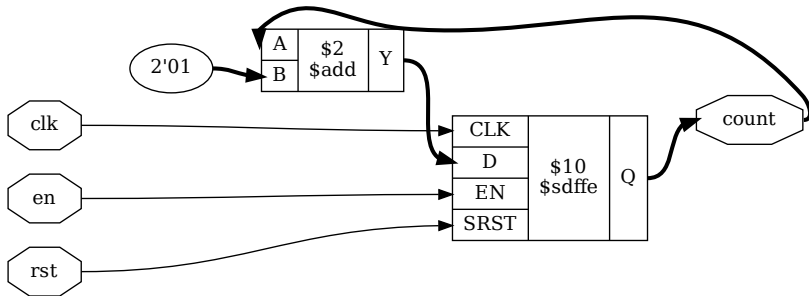 2'01
A
B
$2
$add
Y
clk
en
rst
CLK
D
EN
SRST
$10
$sdffe
Q
count